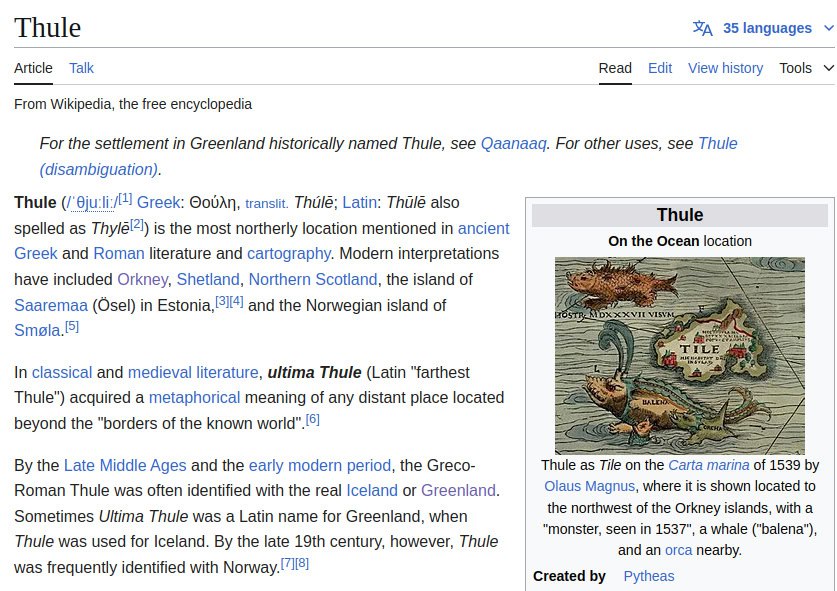 Thule
35 languages
Article Talk Read Edit View history Tools
From Wikipedia, the free encyclopedia
For the settlement in Greenland historically named Thule, see Qaanaaq. For other uses, see Thule
(disambiguation).
Thule (/ˈθjuːliː/[1] Greek: Θούλη, translit. Thúlē; Latin: Thūlē also
spelled as Thylē[2]) is the most northerly location mentioned in ancient
Greek and Roman literature and cartography. Modern interpretations
have included Orkney, Shetland, Northern Scotland, the island of
Saaremaa (Ösel) in Estonia,[3][4] and the Norwegian island of
Smøla.[5]
In classical and medieval literature, ultima Thule (Latin "farthest
Thule") acquired a metaphorical meaning of any distant place located
beyond the "borders of the known world".[6]
By the Late Middle Ages and the early modern period, the Greco-
Roman Thule was often identified with the real Iceland or Greenland.
Sometimes Ultima Thule was a Latin name for Greenland, when
Thule was used for Iceland. By the late 19th century, however, Thule
was frequently identified with Norway.[7][8]
Thule
On the Ocean location
MDXXXVII VISVM
TILE
BALENA
ORCHA
Thule as Tile on the Carta marina of 1539 by
Olaus Magnus, where it is shown located to
the northwest of the Orkney islands, with a
"monster, seen in 1537", a whale ("balena"),
and an orca nearby.
Created by Pytheas